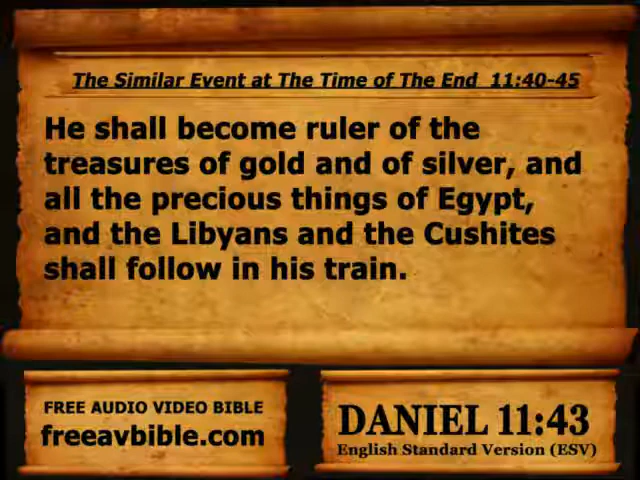 The Similar Event at The Time of The End 11:40-45
He shall become ruler of the
treasures of gold and of silver, and
all the precious things of Egypt,
and the Libyans and the Cushites
shall follow in his train.
FREE AUDIO VIDEO BIBLE
freeavbible.com
DANIEL 11:43
English Standard Version (ESV)